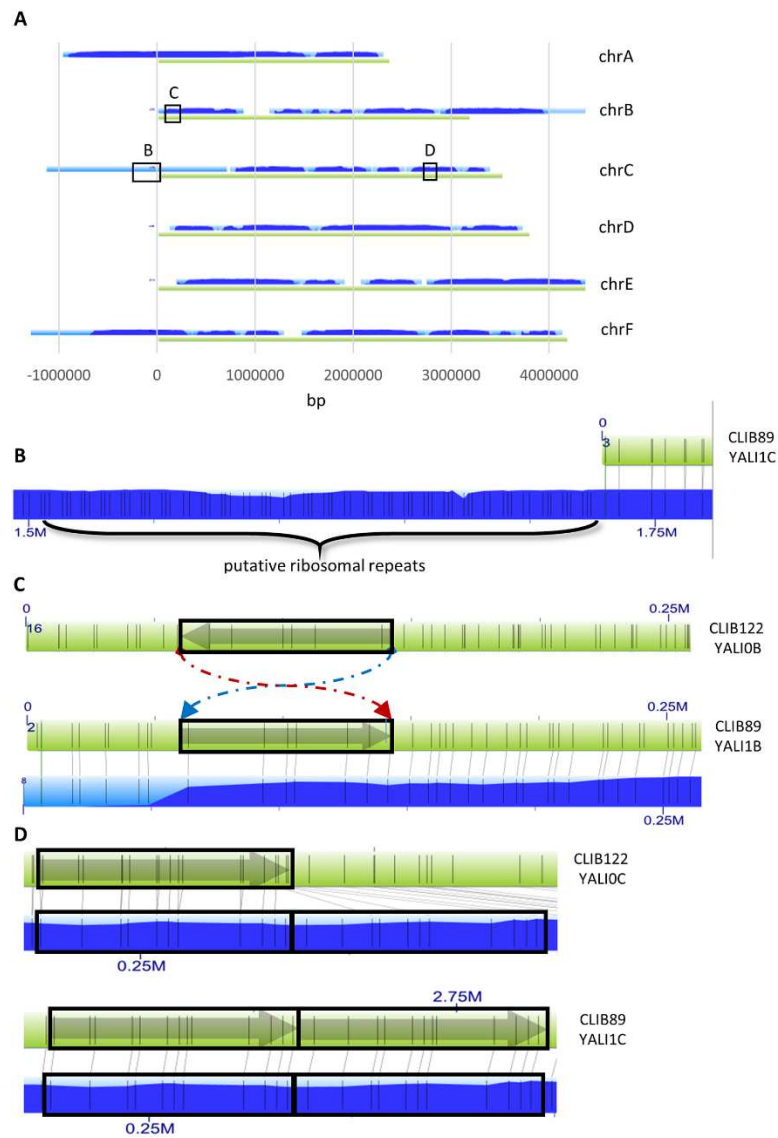 A
chrA
C
chrB
B
D
chrC
chrD
chrE
chrF
-1000000 0 1000000 2000000 3000000 4000000
bp
B
0
3
CLIB89
YALI1C
1.5M
1.75M
putative ribosomal repeats
C
0
0.25M
16
CLIB122
YALI0B
0
0.25M
2
CLIB89
YALI1B
8
0.25M
D
CLIB122
YALI0C
0.25M
2.75M
CLIB89
YALI1C
0.25M